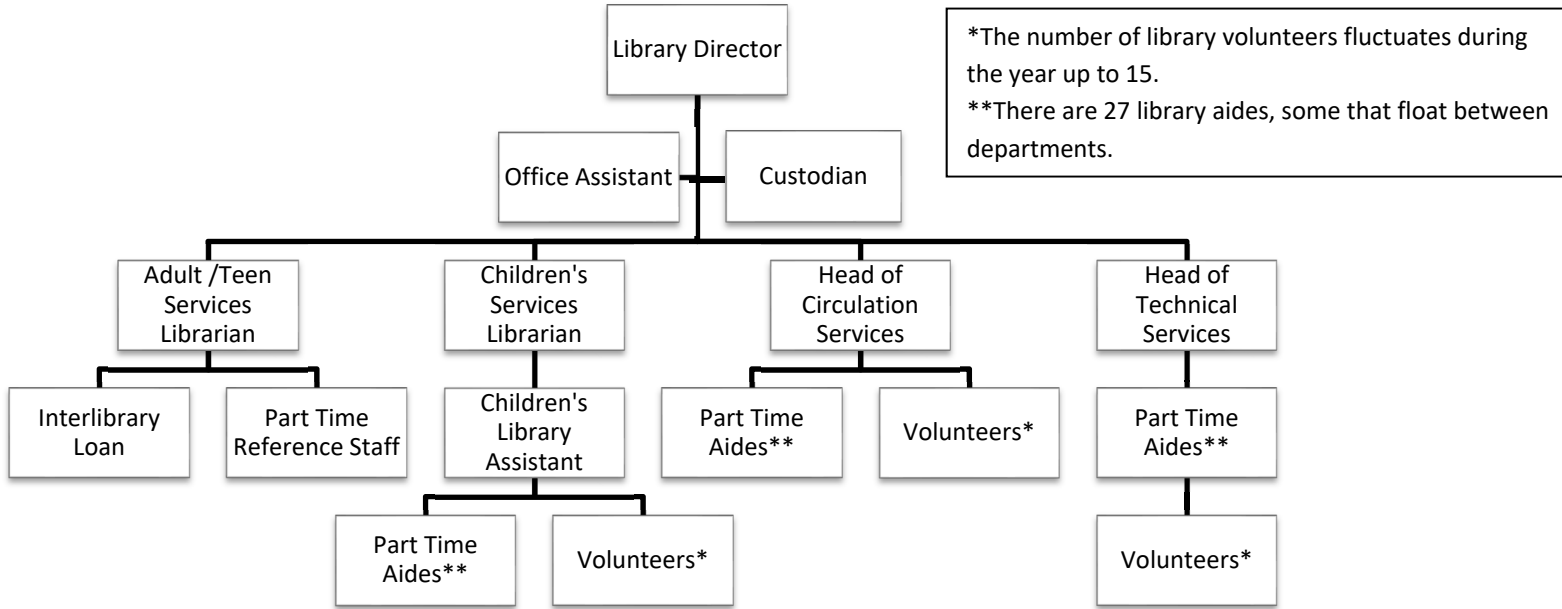 Library Director
*The number of library volunteers fluctuates during
the year up to 15.
**There are 27 library aides, some that float between
departments.
Office Assistant
Custodian
Adult /Teen
Services
Librarian
Children's
Services
Librarian
Head of
Circulation
Services
Head of
Technical
Services
Interlibrary
Loan
Part Time
Reference Staff
Children's
Library
Assistant
Part Time
Aides**
Volunteers*
Part Time
Aides**
Part Time
Aides**
Volunteers*
Volunteers*